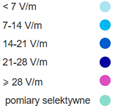 < 7 V/m
7-14 V/m
14-21 V/m
21-28 V/m
⩾ 28 V/m
pomiary selektywne